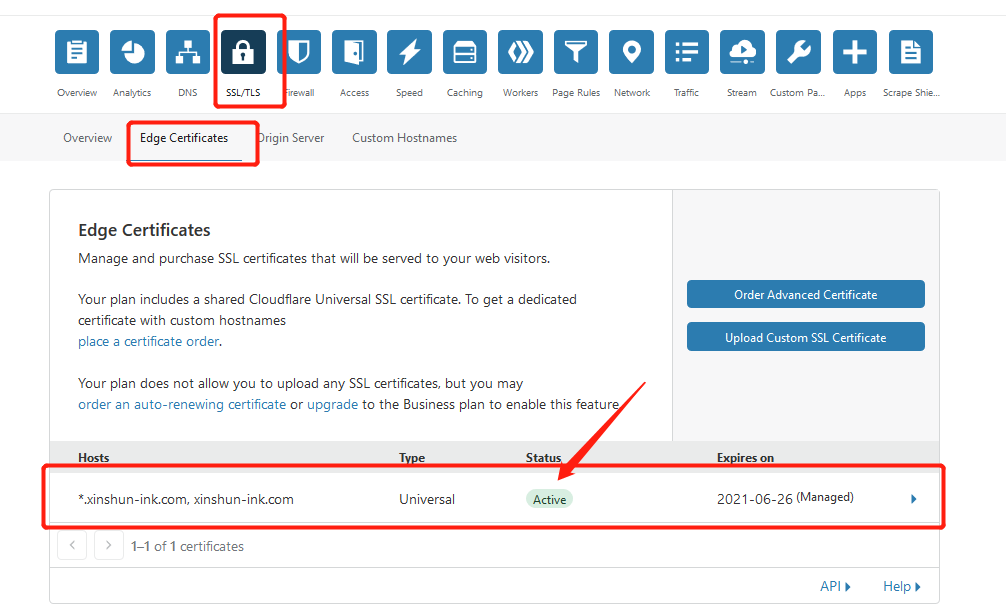 Overview Analytics DNS SSL/TLS Firewall Access Speed Caching Workers Page Rules Network Traffic Stream Custom Pa... Apps Scrape Shie...
Overview Edge Certificates Origin Server Custom Hostnames
Edge Certificates
Manage and purchase SSL certificates that will be served to your web visitors.
Your plan includes a shared Cloudflare Universal SSL certificate. To get a dedicated
certificate with custom hostnames
place a certificate order.
Order Advanced Certificate
Upload Custom SSL Certificate
Your plan does not allow you to upload any SSL certificates, but you may
order an auto-renewing certificate or upgrade to the Business plan to enable this feature.
Hosts Type Status Expires on
*.xinshun-ink.com, xinshun-ink.com Universal Active 2021-06-26 (Managed)
1–1 of 1 certificates
API Help